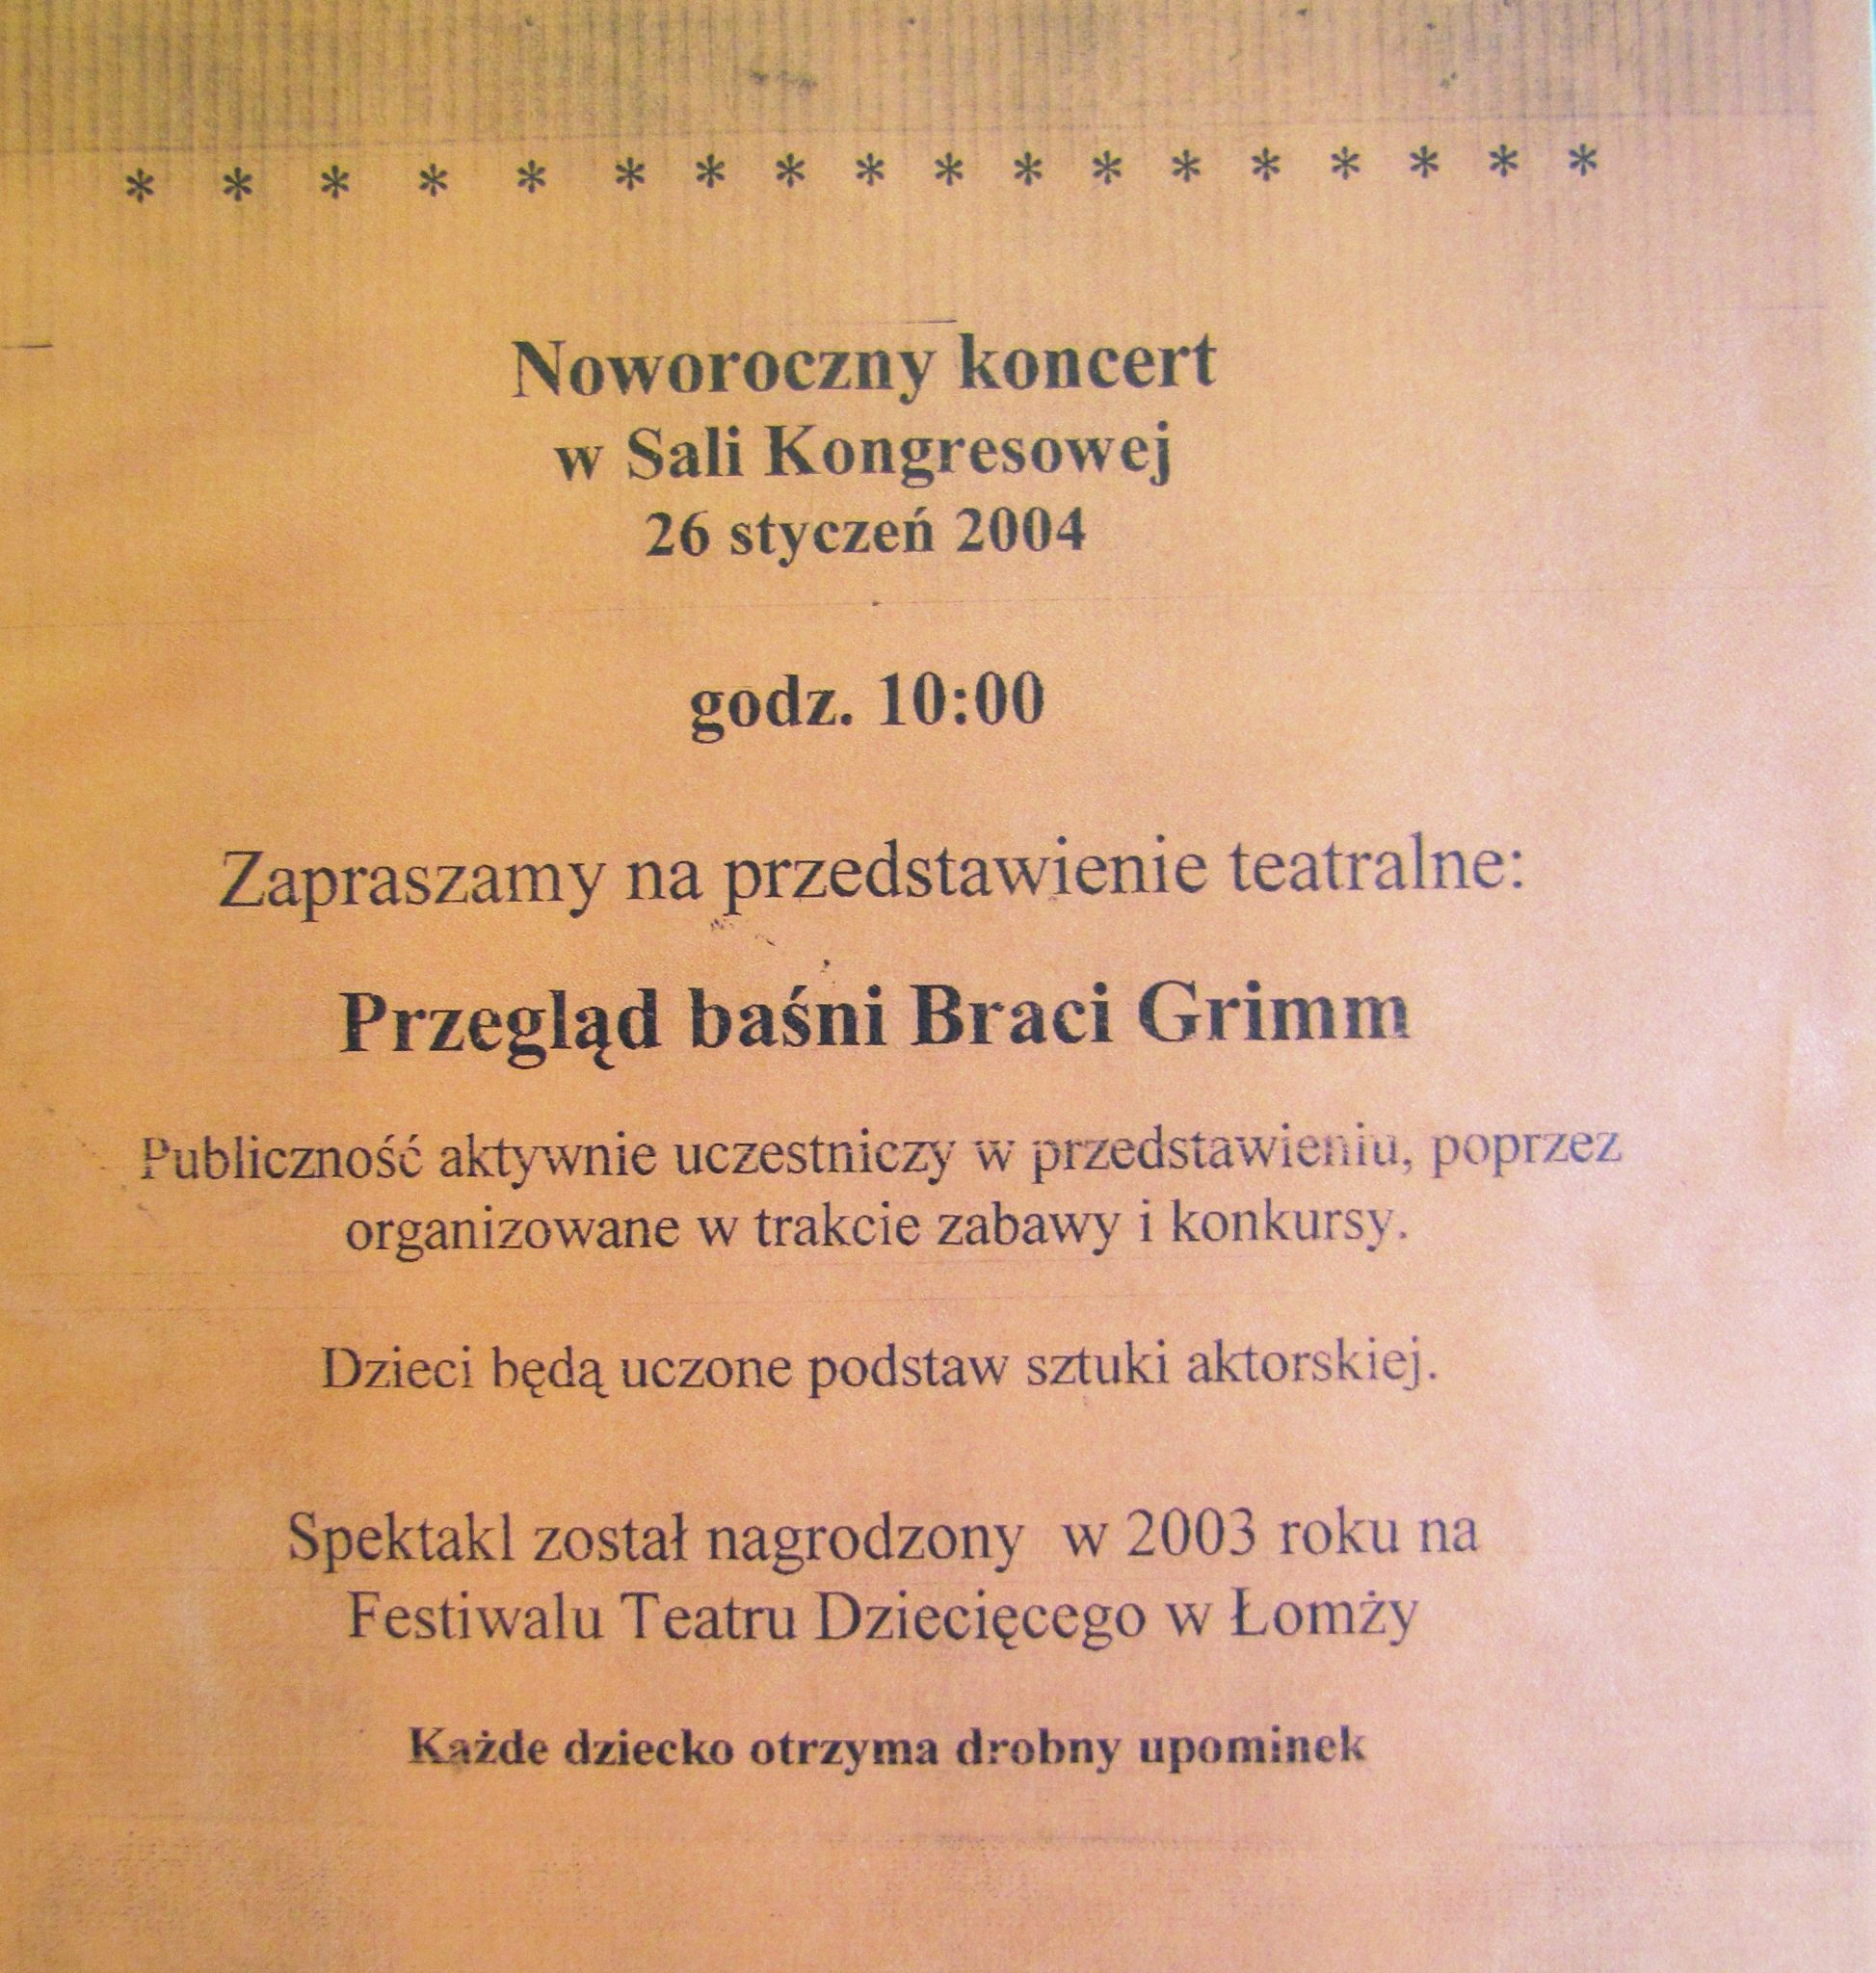 * * * * * * * * * * * * * * * * * *
Noworoczny koncert
w Sali Kongresowej
26 styczeń 2004
godz. 10:00
Zapraszamy na przedstawienie teatralne:
Przegląd baśni Braci Grimm
Publiczność aktywnie uczestniczy w przedstawieniu, poprzez
organizowane w trakcie zabawy i konkursy.
Dzieci będą uczone podstaw sztuki aktorskiej.
Spektakl został nagrodzony w 2003 roku na
Festiwalu Teatru Dziecięcego w Łomży
Każde dziecko otrzyma drobny upominek